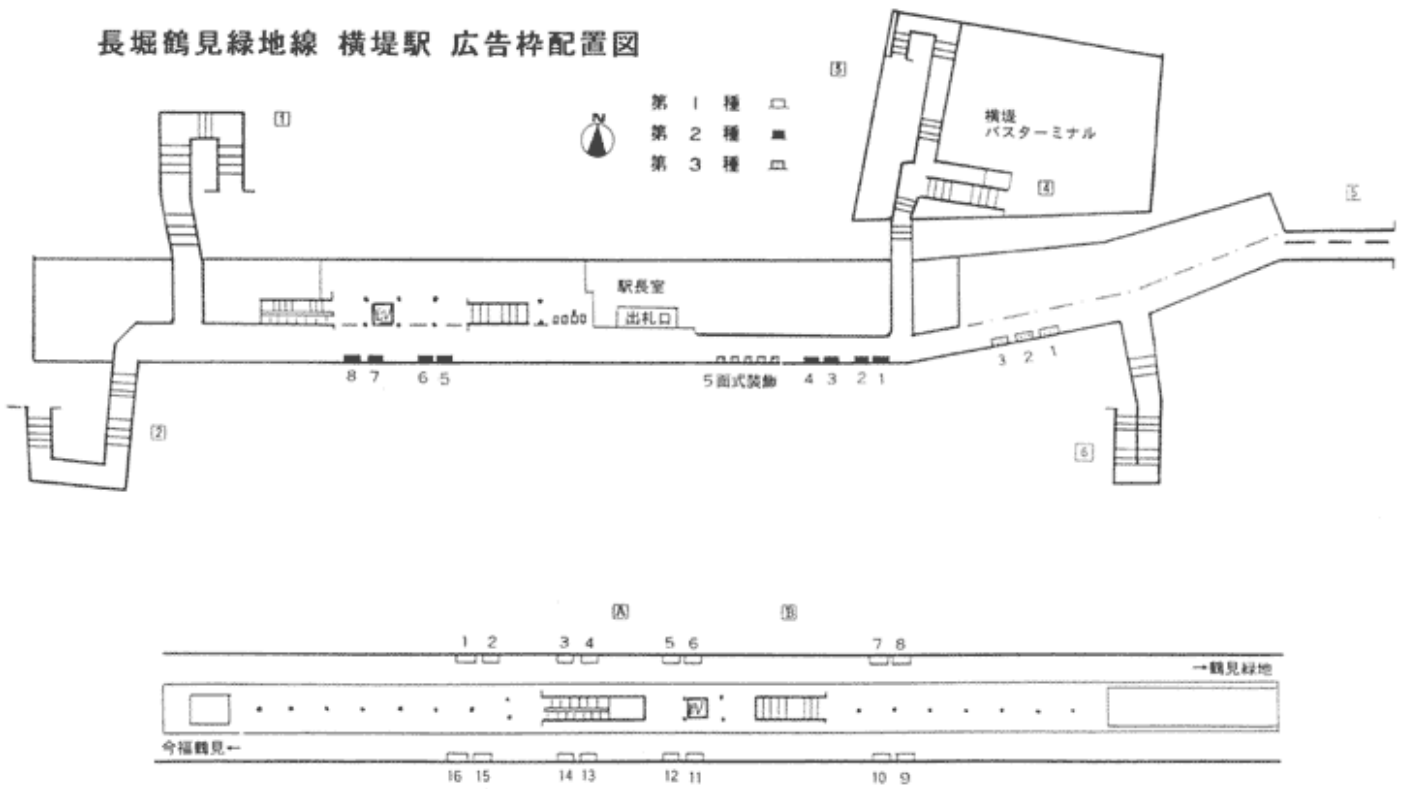 長堀鶴見緑地線 横堤駅 広告枠配置図
第 1 種
第 2 種
第 3 種
N
1
3
横堤
バスターミナル
4
5
駅長室
出札口
EV
8 7 6 5
5面式装飾
4 3 2 1
3 2 1
2
6
A B
1 2 3 4 5 6 7 8
→鶴見緑地
EV
今福鶴見←
16 15 14 13 12 11 10 9